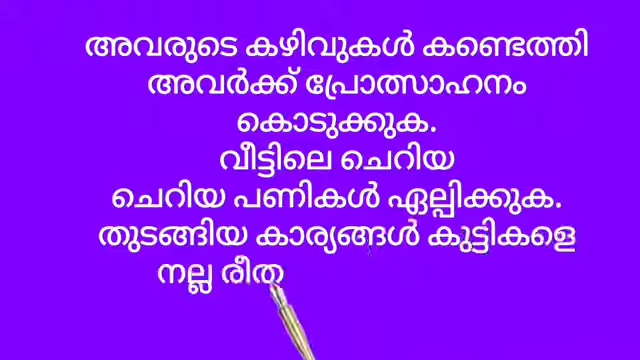 അവരുടെ കഴിവുകൾ കണ്ടെത്തി
അവർക്ക് പ്രോത്സാഹനം
കൊടുക്കുക.
വീട്ടിലെ ചെറിയ
ചെറിയ പണികൾ ഏല്പിക്കുക.
തുടങ്ങിയ കാര്യങ്ങൾ കുട്ടികളെ
നല്ല രീത